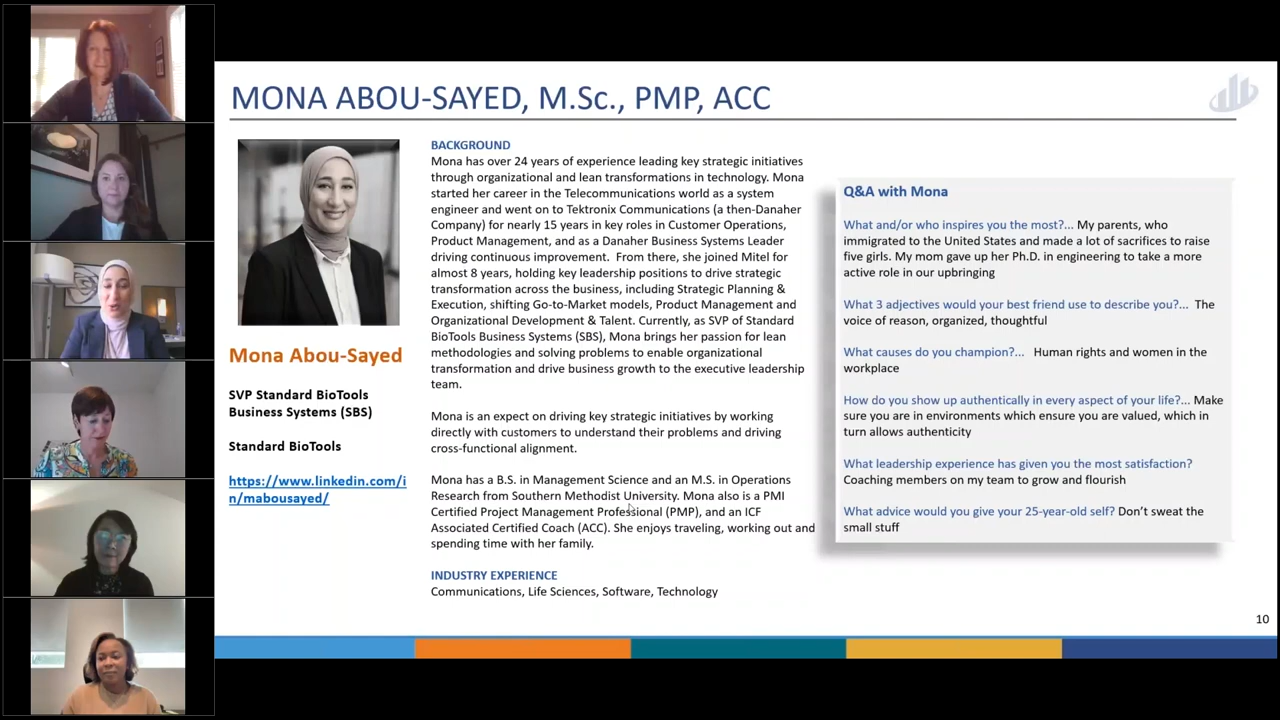 MONA ABOU-SAYED, M.Sc., PMP, ACC
Mona Abou-Sayed
SVP Standard BioTools
Business Systems (SBS)
Standard BioTools
https://www.linkedin.com/i
n/mabousayed/
BACKGROUND
Mona has over 24 years of experience leading key strategic initiatives
through organizational and lean transformations in technology. Mona
started her career in the Telecommunications world as a system
engineer and went on to Tektronix Communications (a then-Danaher
Company) for nearly 15 years in key roles in Customer Operations,
Product Management, and as a Danaher Business Systems Leader
driving continuous improvement.  From there, she joined Mitel for
almost 8 years, holding key leadership positions to drive strategic
transformation across the business, including Strategic Planning &
Execution, shifting Go-to-Market models, Product Management and
Organizational Development & Talent. Currently, as SVP of Standard
BioTools Business Systems (SBS), Mona brings her passion for lean
methodologies and solving problems to enable organizational
transformation and drive business growth to the executive leadership
team.
Mona is an expect on driving key strategic initiatives by working
directly with customers to understand their problems and driving
cross-functional alignment.
Mona has a B.S. in Management Science and an M.S. in Operations
Research from Southern Methodist University. Mona also is a PMI
Certified Project Management Professional (PMP), and an ICF
Associated Certified Coach (ACC). She enjoys traveling, working out and
spending time with her family.
INDUSTRY EXPERIENCE
Communications, Life Sciences, Software, Technology
Q&A with Mona
What and/or who inspires you the most?... My parents, who
immigrated to the United States and made a lot of sacrifices to raise
five girls. My mom gave up her Ph.D. in engineering to take a more
active role in our upbringing
What 3 adjectives would your best friend use to describe you?...  The
voice of reason, organized, thoughtful
What causes do you champion?...  Human rights and women in the
workplace
How do you show up authentically in every aspect of your life?... Make
sure you are in environments which ensure you are valued, which in
turn allows authenticity
What leadership experience has given you the most satisfaction?
Coaching members on my team to grow and flourish
What advice would you give your 25-year-old self? Don't sweat the
small stuff
10